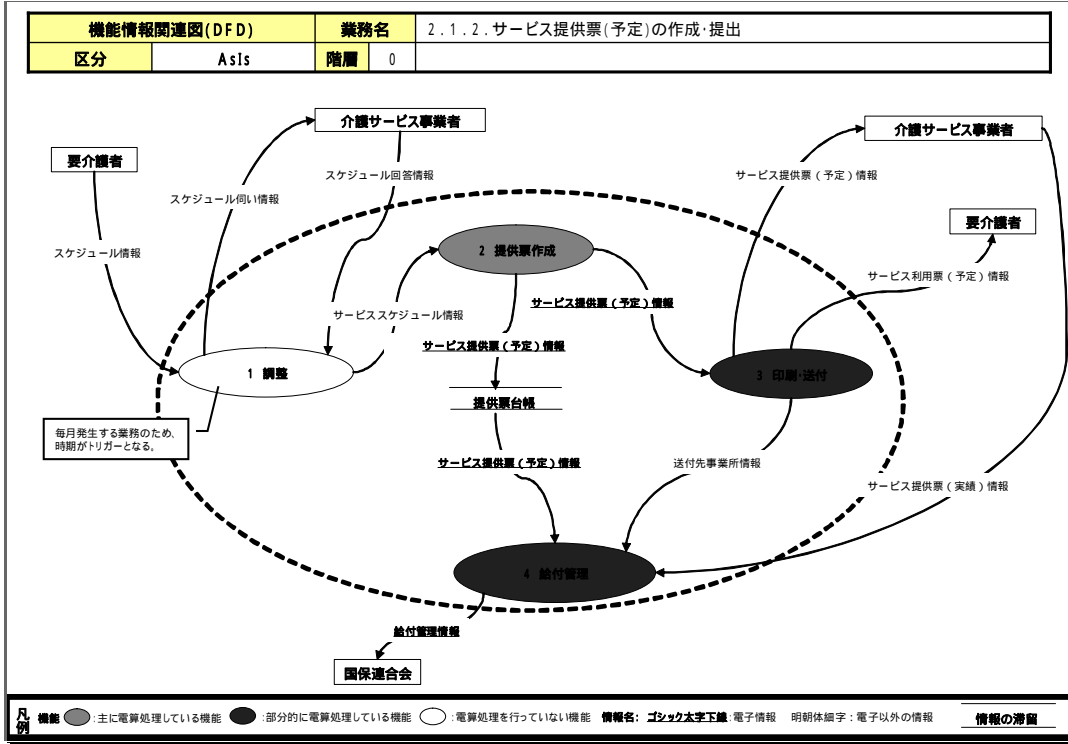 機能情報関連図(DFD)
業務名
2.1.2.サービス提供票(予定)の作成・提出
区分
AsIs
階層
0
介護サービス事業者
介護サービス事業者
要介護者
スケジュール回答情報
サービス提供票(予定)情報
スケジュール伺い情報
要介護者
スケジュール情報
2 提供票作成
サービス利用票(予定)情報
サービス提供票(予定)情報
サービススケジュール情報
サービス提供票(予定)情報
1 調整
3 印刷・送付
提供票台帳
毎月発生する業務のため、
時期がトリガーとなる。
サービス提供票(予定)情報
送付先事業所情報
サービス提供票(実績)情報
4 給付管理
給付管理情報
国保連合会
凡例
機能
:主に電算処理している機能
:部分的に電算処理している機能
:電算処理を行っていない機能
情報名: ゴシック太字下線:電子情報 明朝体細字:電子以外の情報
情報の滞留